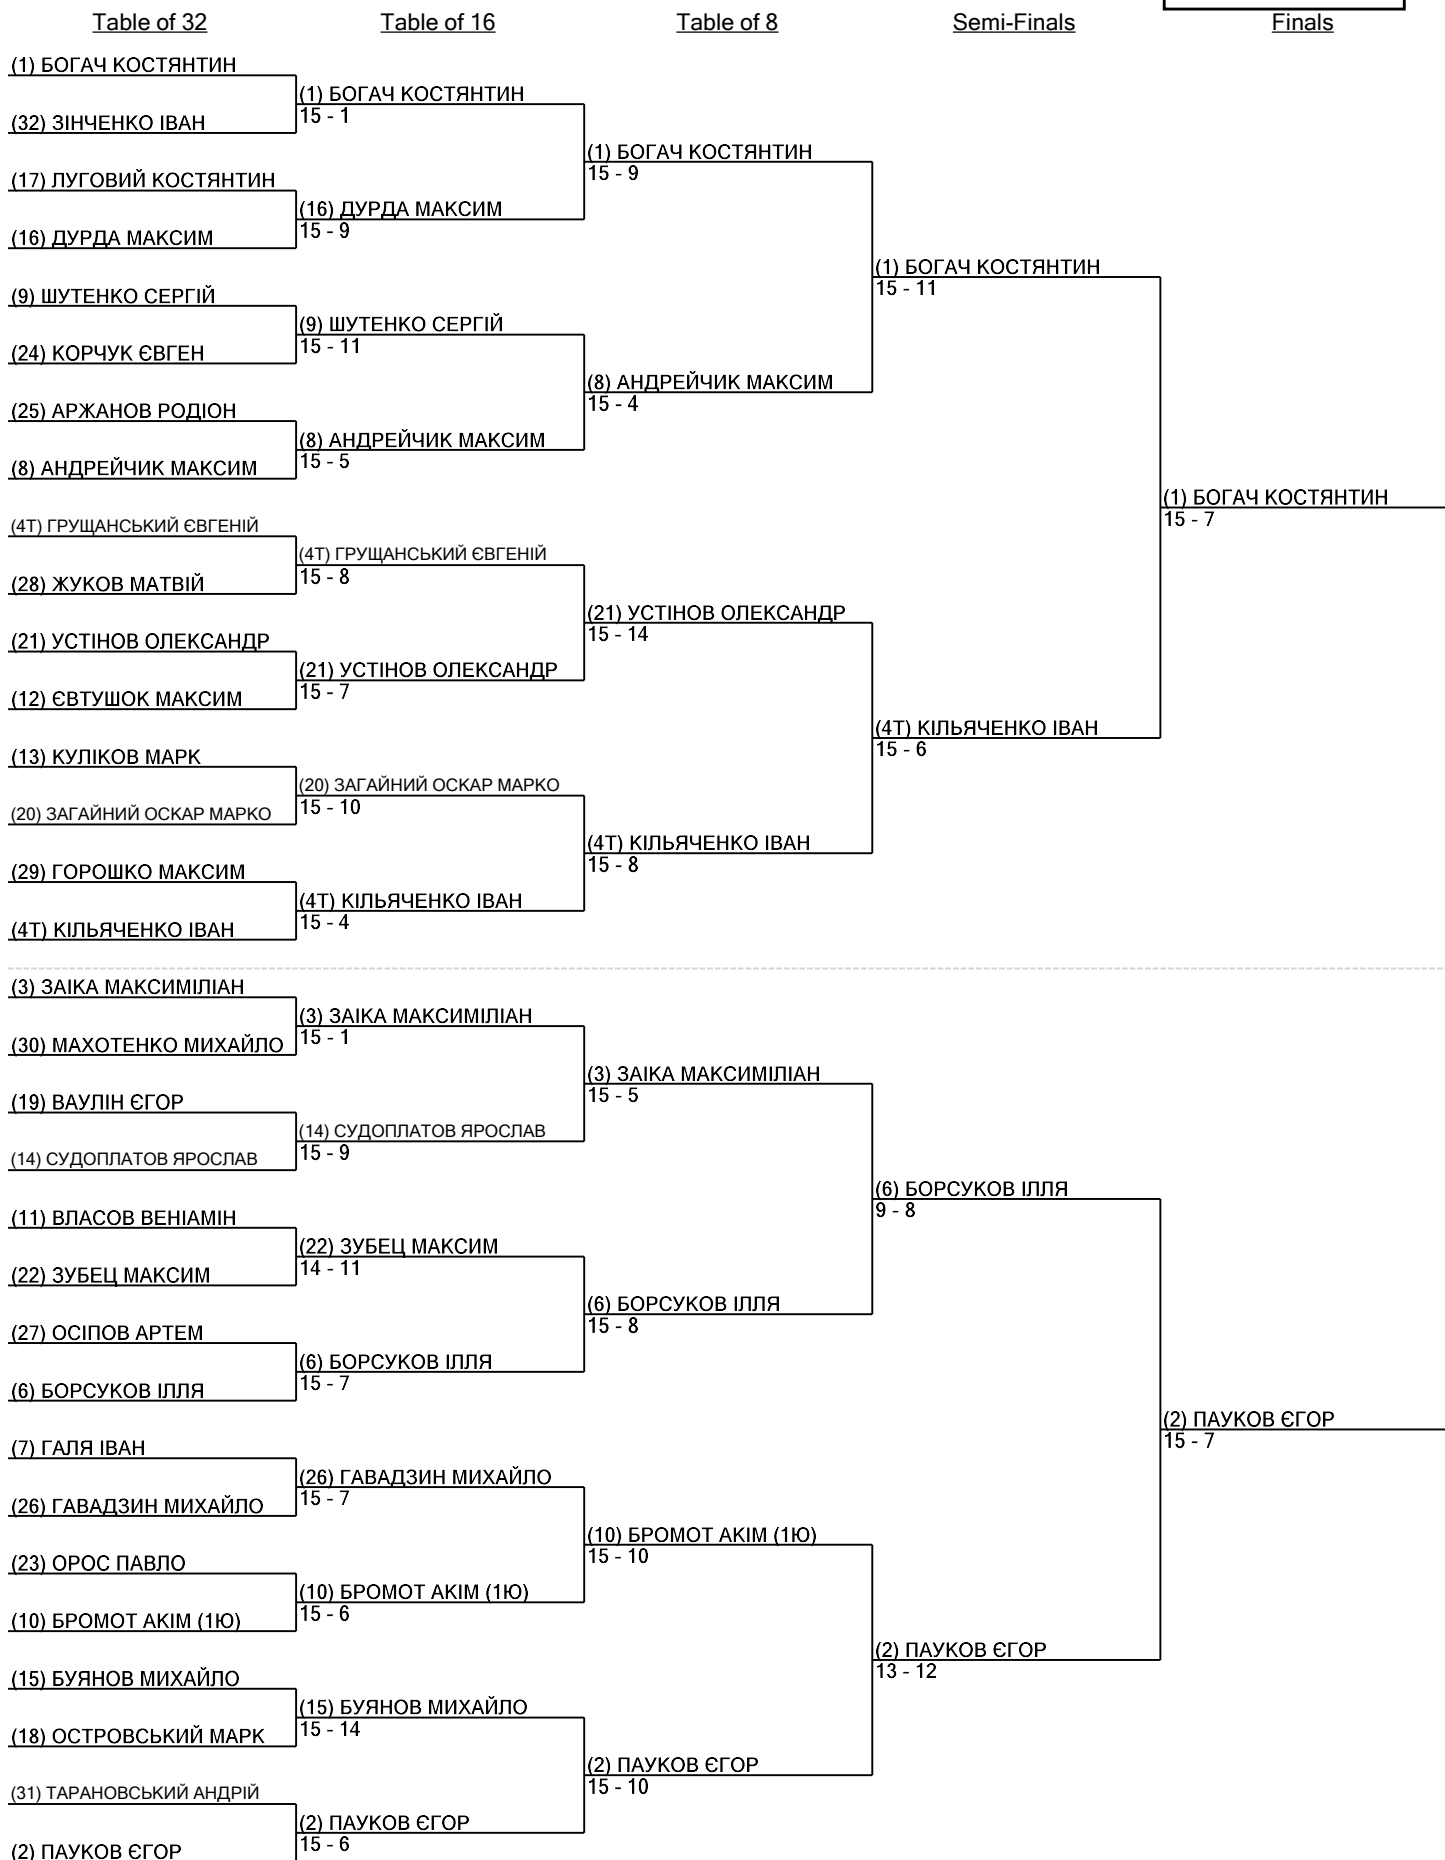 Table of 32
Table of 16
Table of 8
Semi-Finals
Finals
(1) БОГАЧ КОСТЯНТИН
(32) ЗІНЧЕНКО ІВАН
(17) ЛУГОВИЙ КОСТЯНТИН
(16) ДУРДА МАКСИМ
(9) ШУТЕНКО СЕРГІЙ
(24) КОРЧУК ЄВГЕН
(25) АРЖАНОВ РОДІОН
(8) АНДРЕЙЧИК МАКСИМ
(4T) ГРУЩАНСЬКИЙ ЄВГЕНІЙ
(28) ЖУКОВ МАТВІЙ
(21) УСТІНОВ ОЛЕКСАНДР
(12) ЄВТУШОК МАКСИМ
(13) КУЛІКОВ МАРК
(20) ЗАГАЙНИЙ ОСКАР МАРКО
(29) ГОРОШКО МАКСИМ
(4T) КІЛЬЯЧЕНКО ІВАН
(3) ЗАІКА МАКСИМІЛІАН
(30) МАХОТЕНКО МИХАЙЛО
(19) ВАУЛІН ЄГОР
(14) СУДОПЛАТОВ ЯРОСЛАВ
(11) ВЛАСОВ ВЕНІАМІН
(22) ЗУБЕЦ МАКСИМ
(27) ОСІПОВ АРТЕМ
(6) БОРСУКОВ ІЛЛЯ
(7) ГАЛЯ ІВАН
(26) ГАВАДЗИН МИХАЙЛО
(23) ОРОС ПАВЛО
(10) БРОМОТ АКІМ (1Ю)
(15) БУЯНОВ МИХАЙЛО
(18) ОСТРОВСЬКИЙ МАРК
(31) ТАРАНОВСЬКИЙ АНДРІЙ
(2) ПАУКОВ ЄГОР
(1) БОГАЧ КОСТЯНТИН
15 - 1
(16) ДУРДА МАКСИМ
15 - 9
(9) ШУТЕНКО СЕРГІЙ
15 - 11
(8) АНДРЕЙЧИК МАКСИМ
15 - 5
(4T) ГРУЩАНСЬКИЙ ЄВГЕНІЙ
15 - 8
(21) УСТІНОВ ОЛЕКСАНДР
15 - 7
(20) ЗАГАЙНИЙ ОСКАР МАРКО
15 - 10
(4T) КІЛЬЯЧЕНКО ІВАН
15 - 4
(3) ЗАІКА МАКСИМІЛІАН
15 - 1
(14) СУДОПЛАТОВ ЯРОСЛАВ
15 - 9
(22) ЗУБЕЦ МАКСИМ
14 - 11
(6) БОРСУКОВ ІЛЛЯ
15 - 7
(26) ГАВАДЗИН МИХАЙЛО
15 - 7
(10) БРОМОТ АКІМ (1Ю)
15 - 6
(15) БУЯНОВ МИХАЙЛО
15 - 14
(2) ПАУКОВ ЄГОР
15 - 6
(1) БОГАЧ КОСТЯНТИН
15 - 9
(8) АНДРЕЙЧИК МАКСИМ
15 - 4
(21) УСТІНОВ ОЛЕКСАНДР
15 - 14
(4T) КІЛЬЯЧЕНКО ІВАН
15 - 8
(3) ЗАІКА МАКСИМІЛІАН
15 - 5
(6) БОРСУКОВ ІЛЛЯ
15 - 8
(10) БРОМОТ АКІМ (1Ю)
15 - 10
(2) ПАУКОВ ЄГОР
15 - 10
(1) БОГАЧ КОСТЯНТИН
15 - 11
(4T) КІЛЬЯЧЕНКО ІВАН
15 - 6
(6) БОРСУКОВ ІЛЛЯ
9 - 8
(2) ПАУКОВ ЄГОР
13 - 12
(1) БОГАЧ КОСТЯНТИН
15 - 7
(2) ПАУКОВ ЄГОР
15 - 7